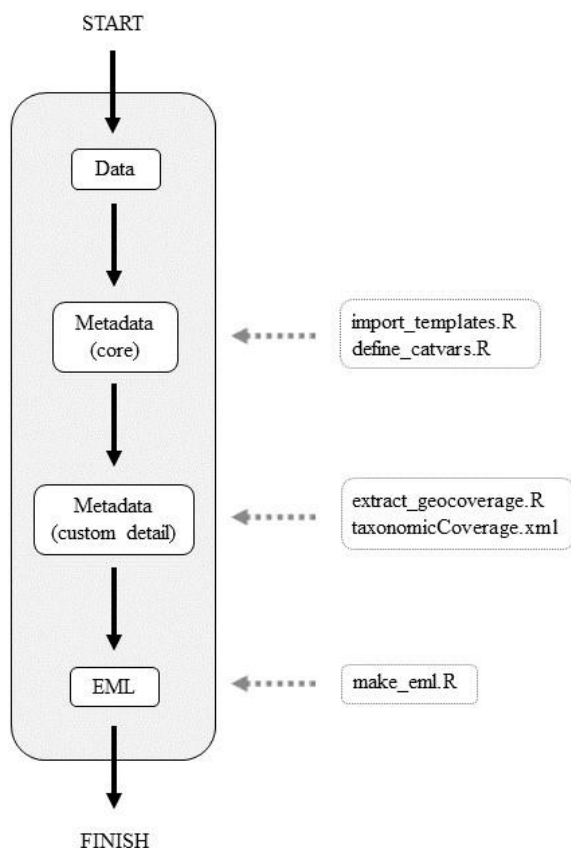 START
Data
Metadata
(core)
import_templates.R
define_catvars.R
Metadata
(custom detail)
extract_geocoverage.R
taxonomicCoverage.xml
EML
make_eml.R
FINISH